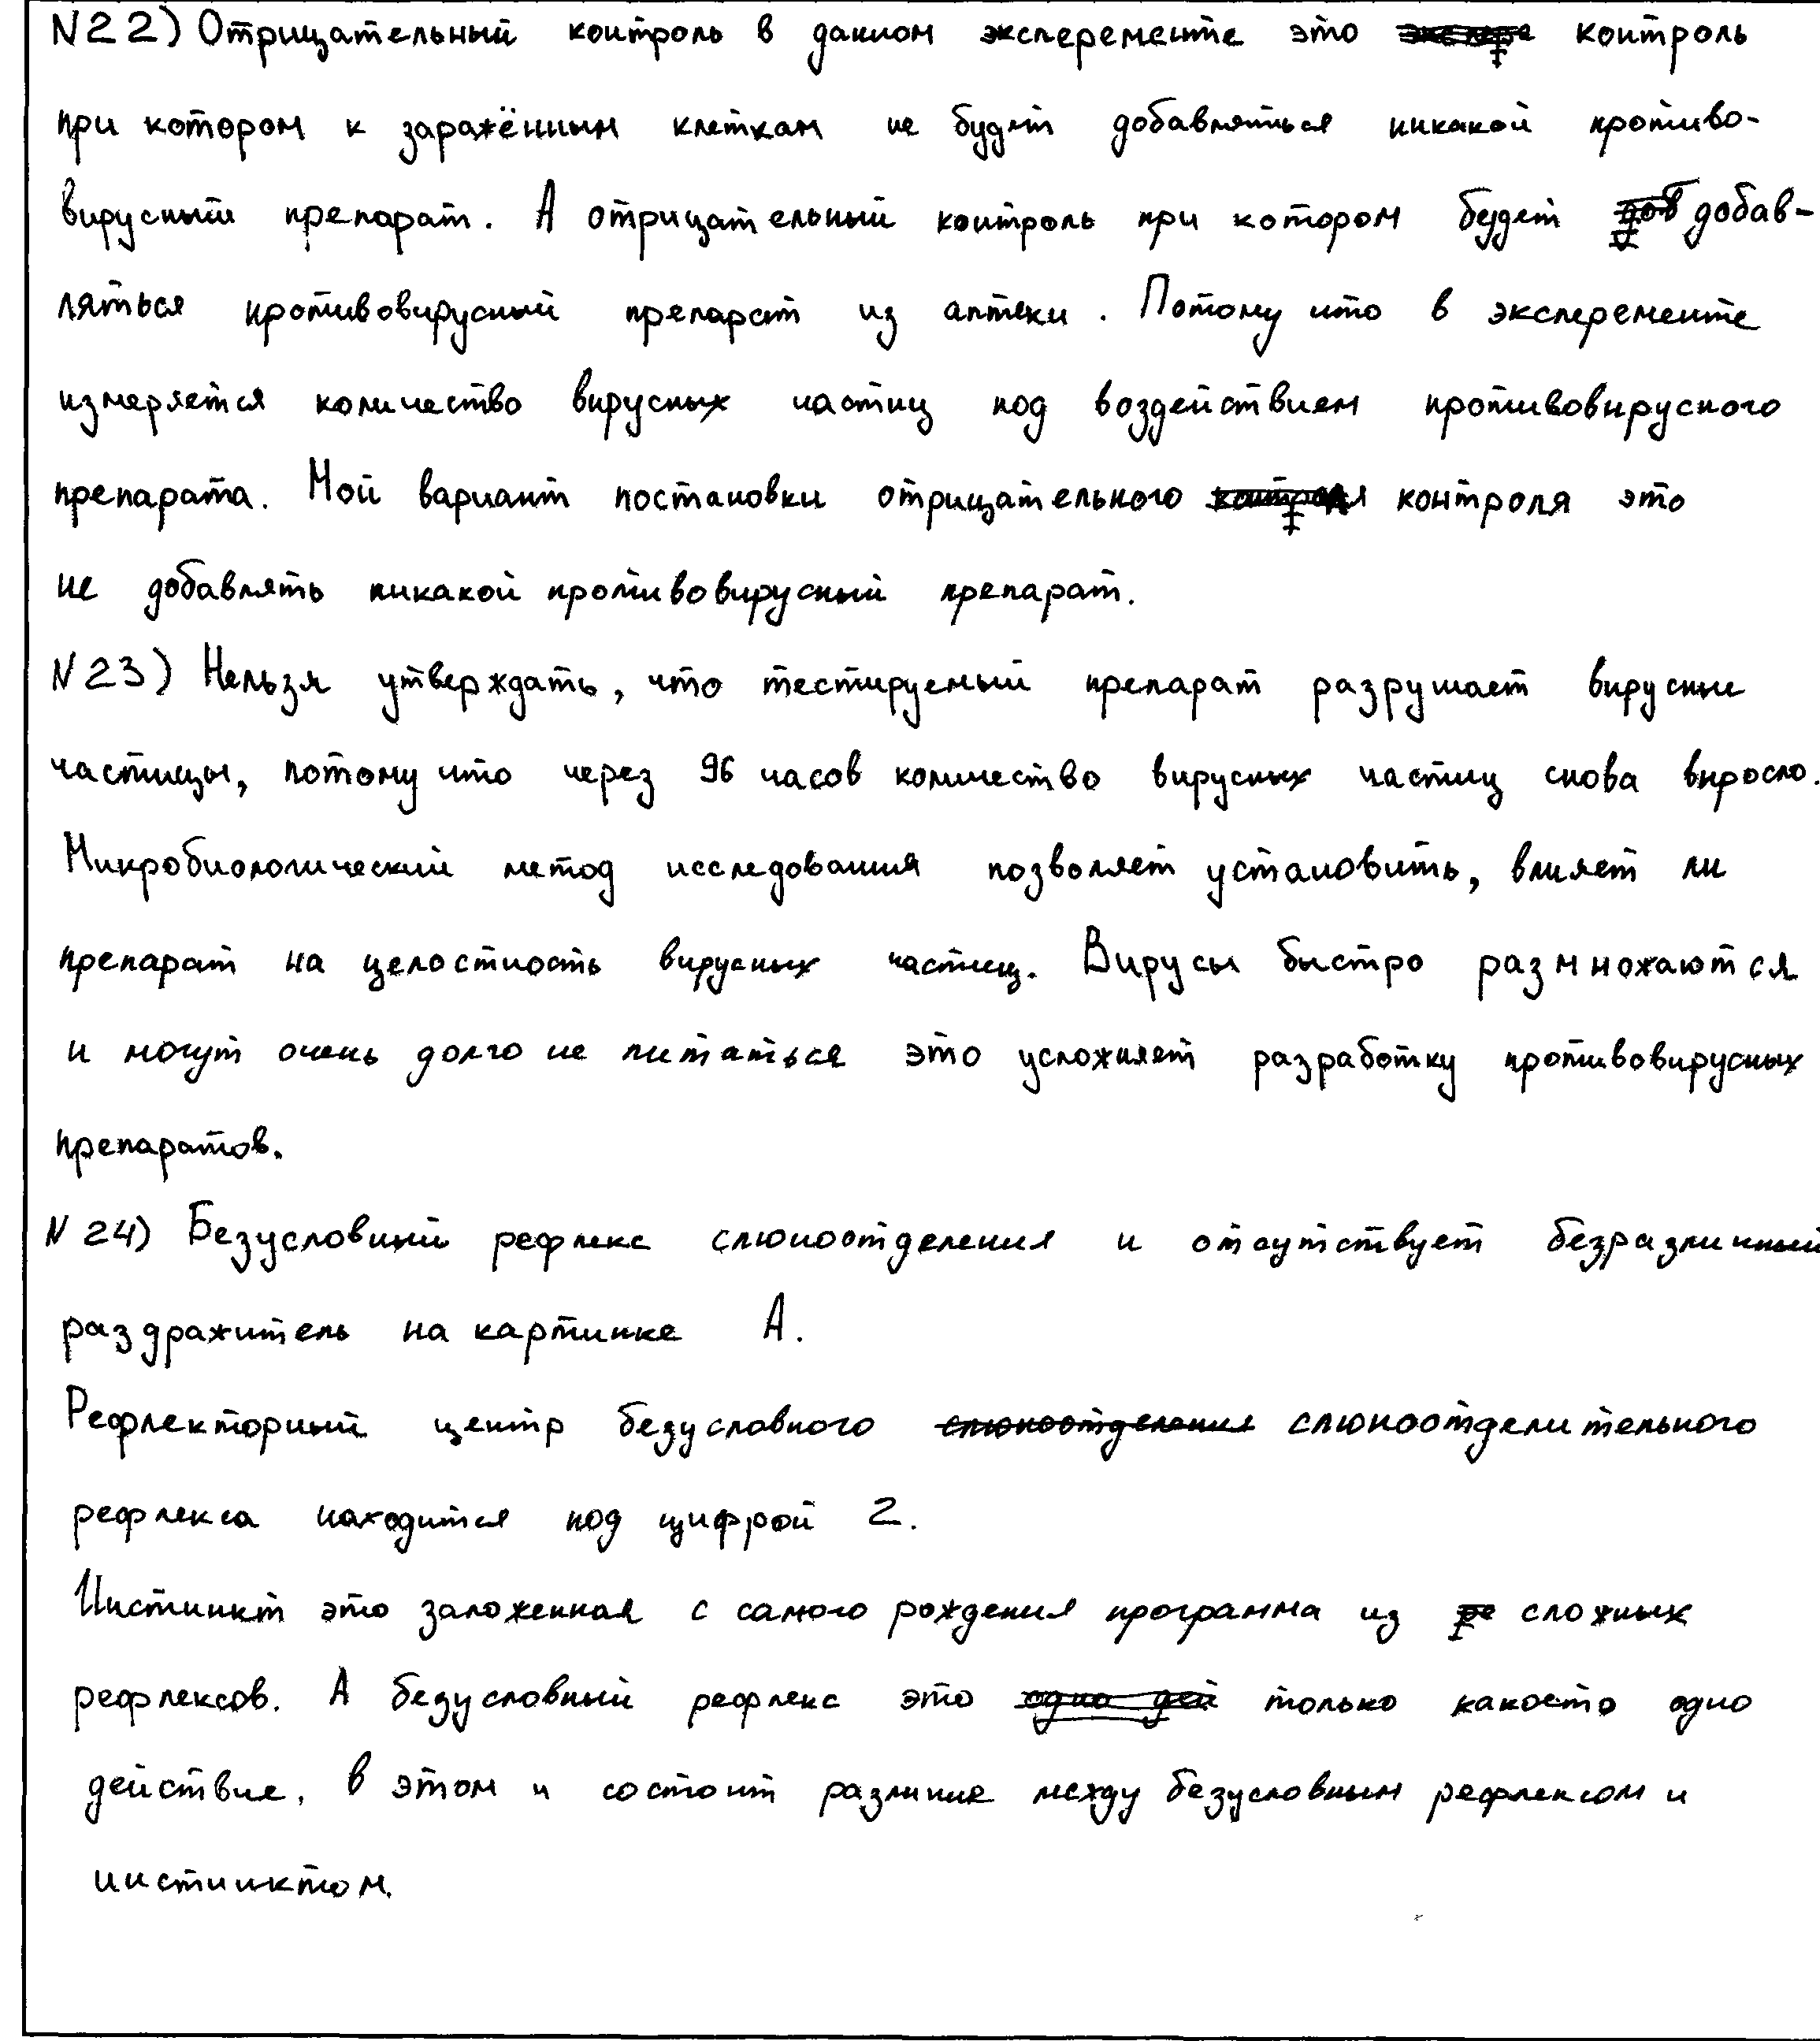 N22) Отрицательный контроль в данном эксперементе это контроль
при котором к заражённым клеткам не будет добавляться никакой противо-
вирусный препарат. А отрицательный контроль при котором будет добав-
ляться противовирусный препарат из аптеки. Потому что в эксперементе
измеряется количество вирусных частиц под воздействием противовирусного
препарата. Мой вариант постановки отрицательного контроля это
не добавлять никакой противовирусный препарат.
N23) Нельзя утверждать, что тестируемый препарат разрушает вирусные
частицы, потому что через 96 часов количество вирусных частиц снова выросло.
Микробиологический метод исследования позволяет установить, влияет ли
препарат на целостность вирусных частиц. Вирусы быстро размножаются
и могут очень долго не питаться это усложняет разработку противовирусных
препаратов.
N24) Безусловный рефлекс слюноотделения и отсутствует безразличный
раздражитель на картинке А.
Рефлекторный центр безусловного слюноотделительного
рефлекса находится под цифрой 2.
Инстинкт это заложенная с самого рождения программа из сложных
рефлексов. А безусловный рефлекс это только какоето одно
действие. В этом и состоит различие между безусловным рефлексом и
инстинктом.